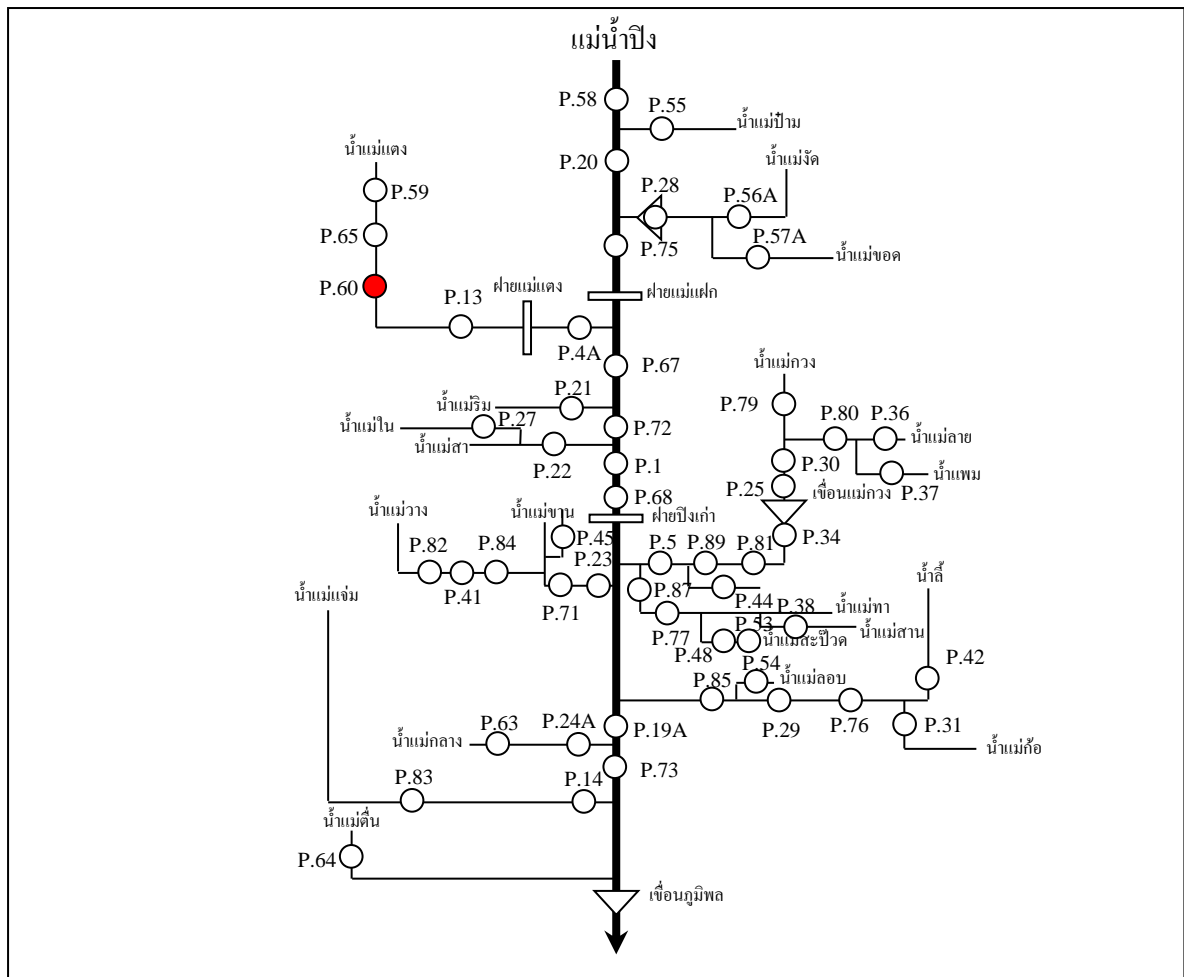 แม่น้ำปิง
P.58
P.55
น้ำแม่ป๋าม
น้ำแม่แตง
P.20
น้ำแม่งัด
P.59
P.28
P.56A
P.65
P.75
P.57A
น้ำแม่ขอด
P.60
P.13
ฝายแม่แตง
ฝายแม่แฝก
P.4A
P.67
น้ำแม่กวง
P.21
น้ำแม่ริม
P.79
P.27
น้ำแม่ใน
P.72
P.80
P.36
น้ำแม่ลาย
น้ำแม่สา
P.22
P.1
P.30
น้ำแพม
P.25
P.37
เขื่อนแม่กวง
P.68
น้ำแม่วาง
น้ำแม่ขาน
ฝายปิงเก่า
P.45
P.34
P.82
P.84
P.23
P.5
P.89
P.81
น้ำลี้
P.41
P.71
P.87
P.44
น้ำแม่แจ่ม
P.38
น้ำแม่ทา
P.77
P.53
น้ำแม่สาน
P.48
น้ำแม่สะป๊วด
P.42
P.54
P.85
น้ำแม่ลอบ
P.63
P.24A
P.19A
P.29
P.76
P.31
น้ำแม่กลาง
น้ำแม่ก้อ
P.73
P.83
P.14
น้ำแม่ตื่น
P.64
เขื่อนภูมิพล